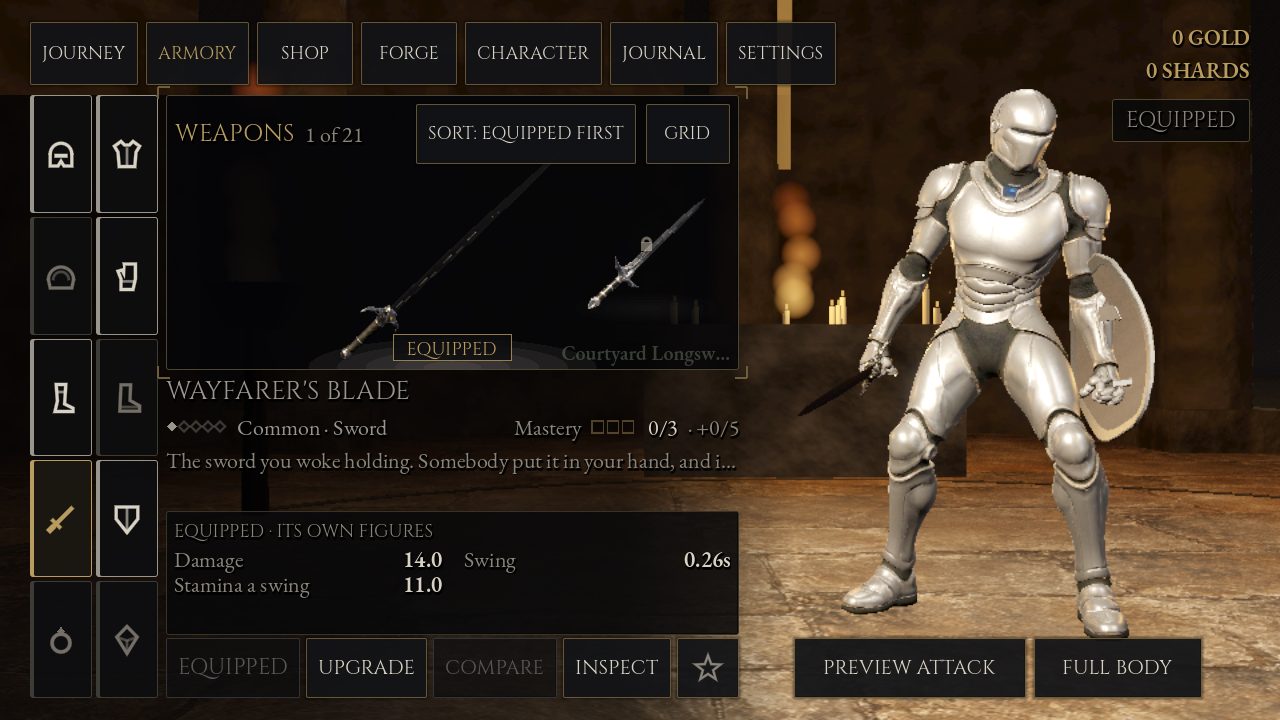 JOURNEY
ARMORY
SHOP
FORGE
CHARACTER
JOURNAL
SETTINGS
0 GOLD
0 SHARDS
EQUIPPED
WEAPONS 1 of 21
SORT: EQUIPPED FIRST
GRID
EQUIPPED
Courtyard Longsw...
WAYFARER'S BLADE
Common · Sword
Mastery 0/3 · +0/5
The sword you woke holding. Somebody put it in your hand, and i...
EQUIPPED · ITS OWN FIGURES
Damage 14.0 Swing 0.26s
Stamina a swing 11.0
EQUIPPED
UPGRADE
COMPARE
INSPECT
PREVIEW ATTACK
FULL BODY